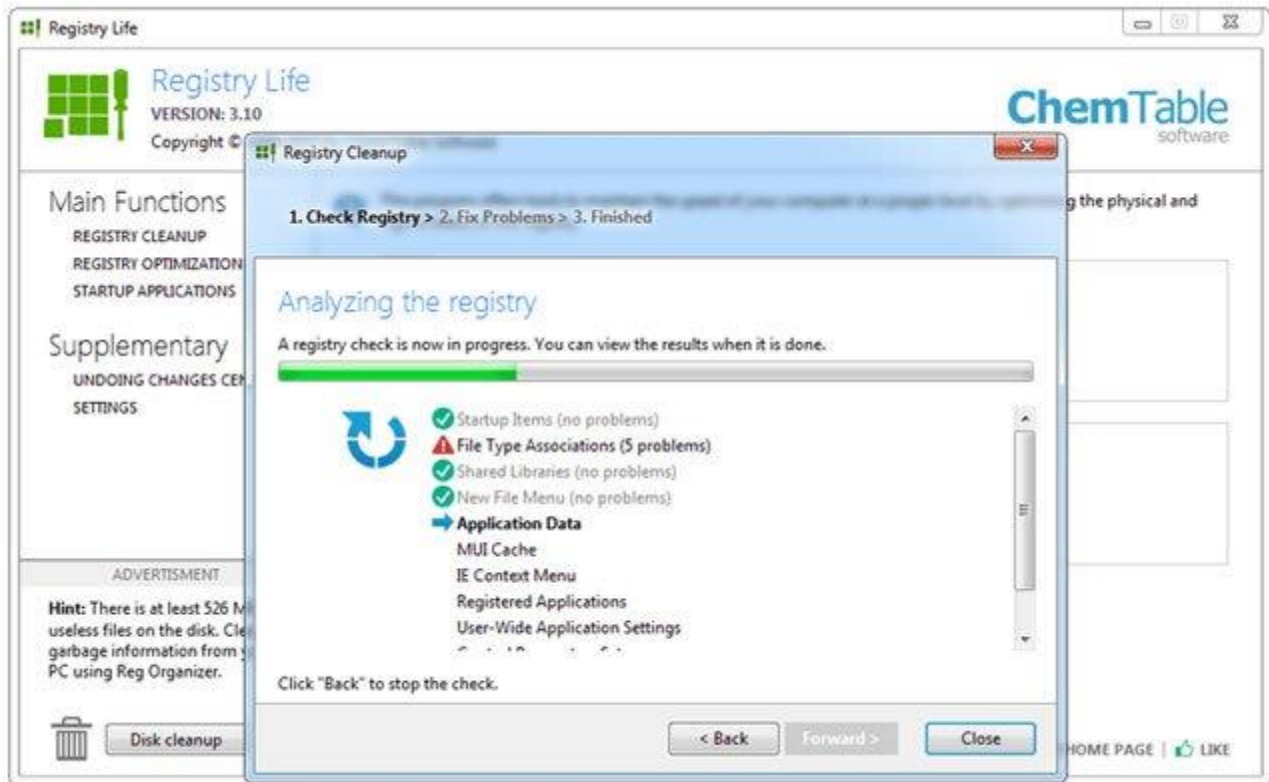 Registry Life
Registry Life
VERSION: 3.10
Copyright ©
ChemTable
software
Main Functions
REGISTRY CLEANUP
REGISTRY OPTIMIZATION
STARTUP APPLICATIONS
Supplementary
UNDOING CHANGES CEN
SETTINGS
g the physical and
ADVERTISMENT
Hint: There is at least 526 M
useless files on the disk. Cle
garbage information from y
PC using Reg Organizer.
Disk cleanup
Registry Cleanup
1. Check Registry > 2. Fix Problems > 3. Finished
Analyzing the registry
A registry check is now in progress. You can view the results when it is done.
Startup Items (no problems)
File Type Associations (5 problems)
Shared Libraries (no problems)
New File Menu (no problems)
Application Data
MUI Cache
IE Context Menu
Registered Applications
User-Wide Application Settings
Click "Back" to stop the check.
< Back
Forward >
Close
HOME PAGE | LIKE